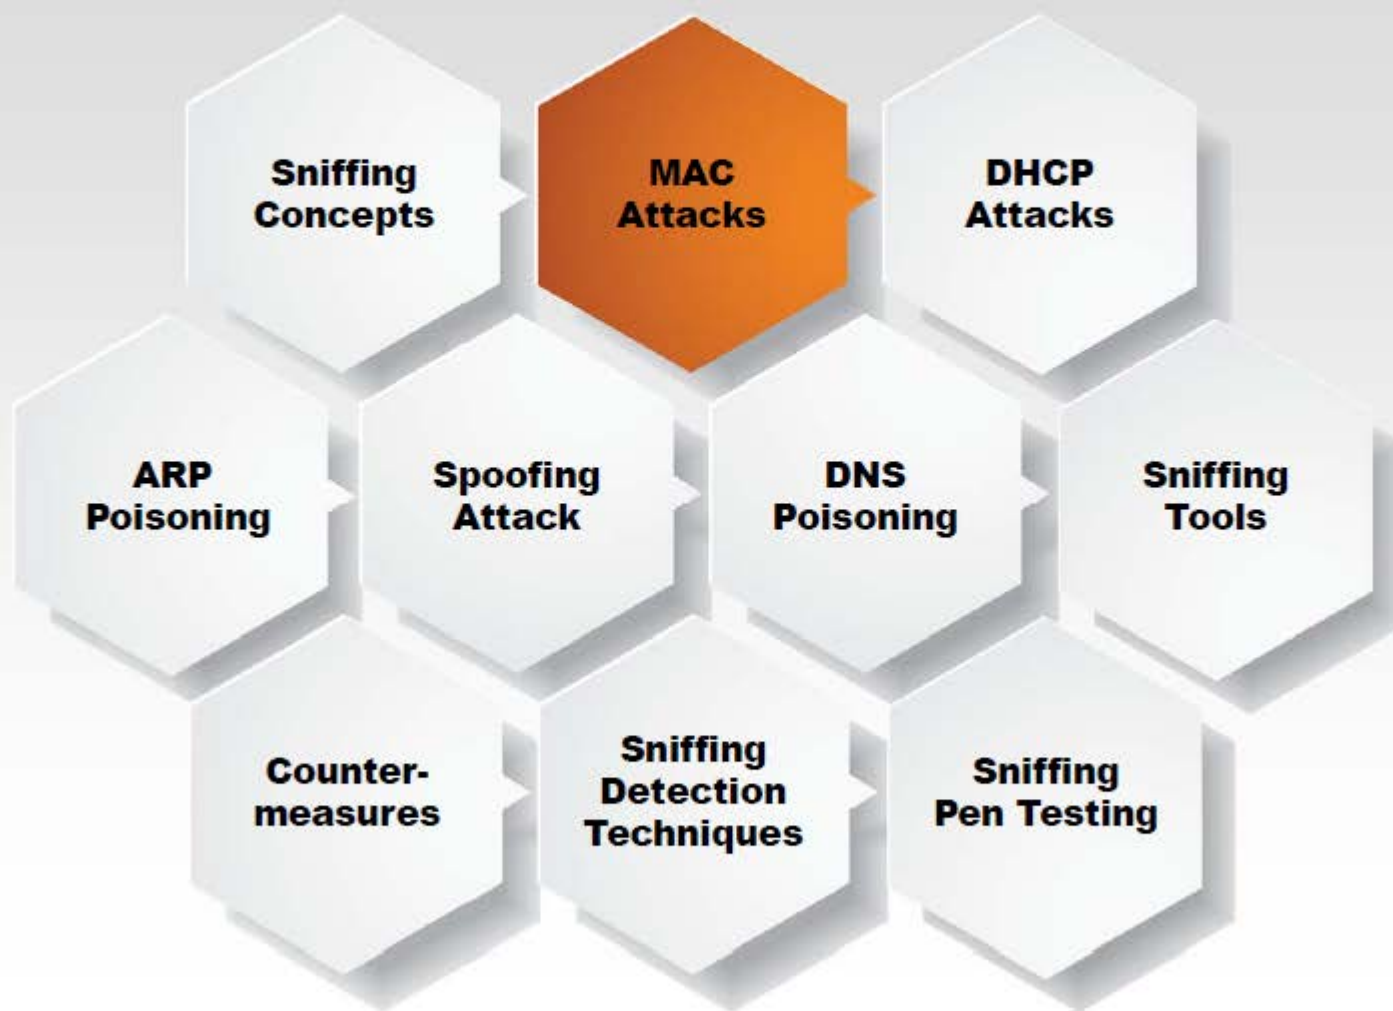 Sniffing
Concepts
MAC
Attacks
DHCP
Attacks
ARP
Poisoning
Spoofing
Attack
DNS
Poisoning
Sniffing
Tools
Counter-
measures
Sniffing
Detection
Techniques
Sniffing
Pen Testing